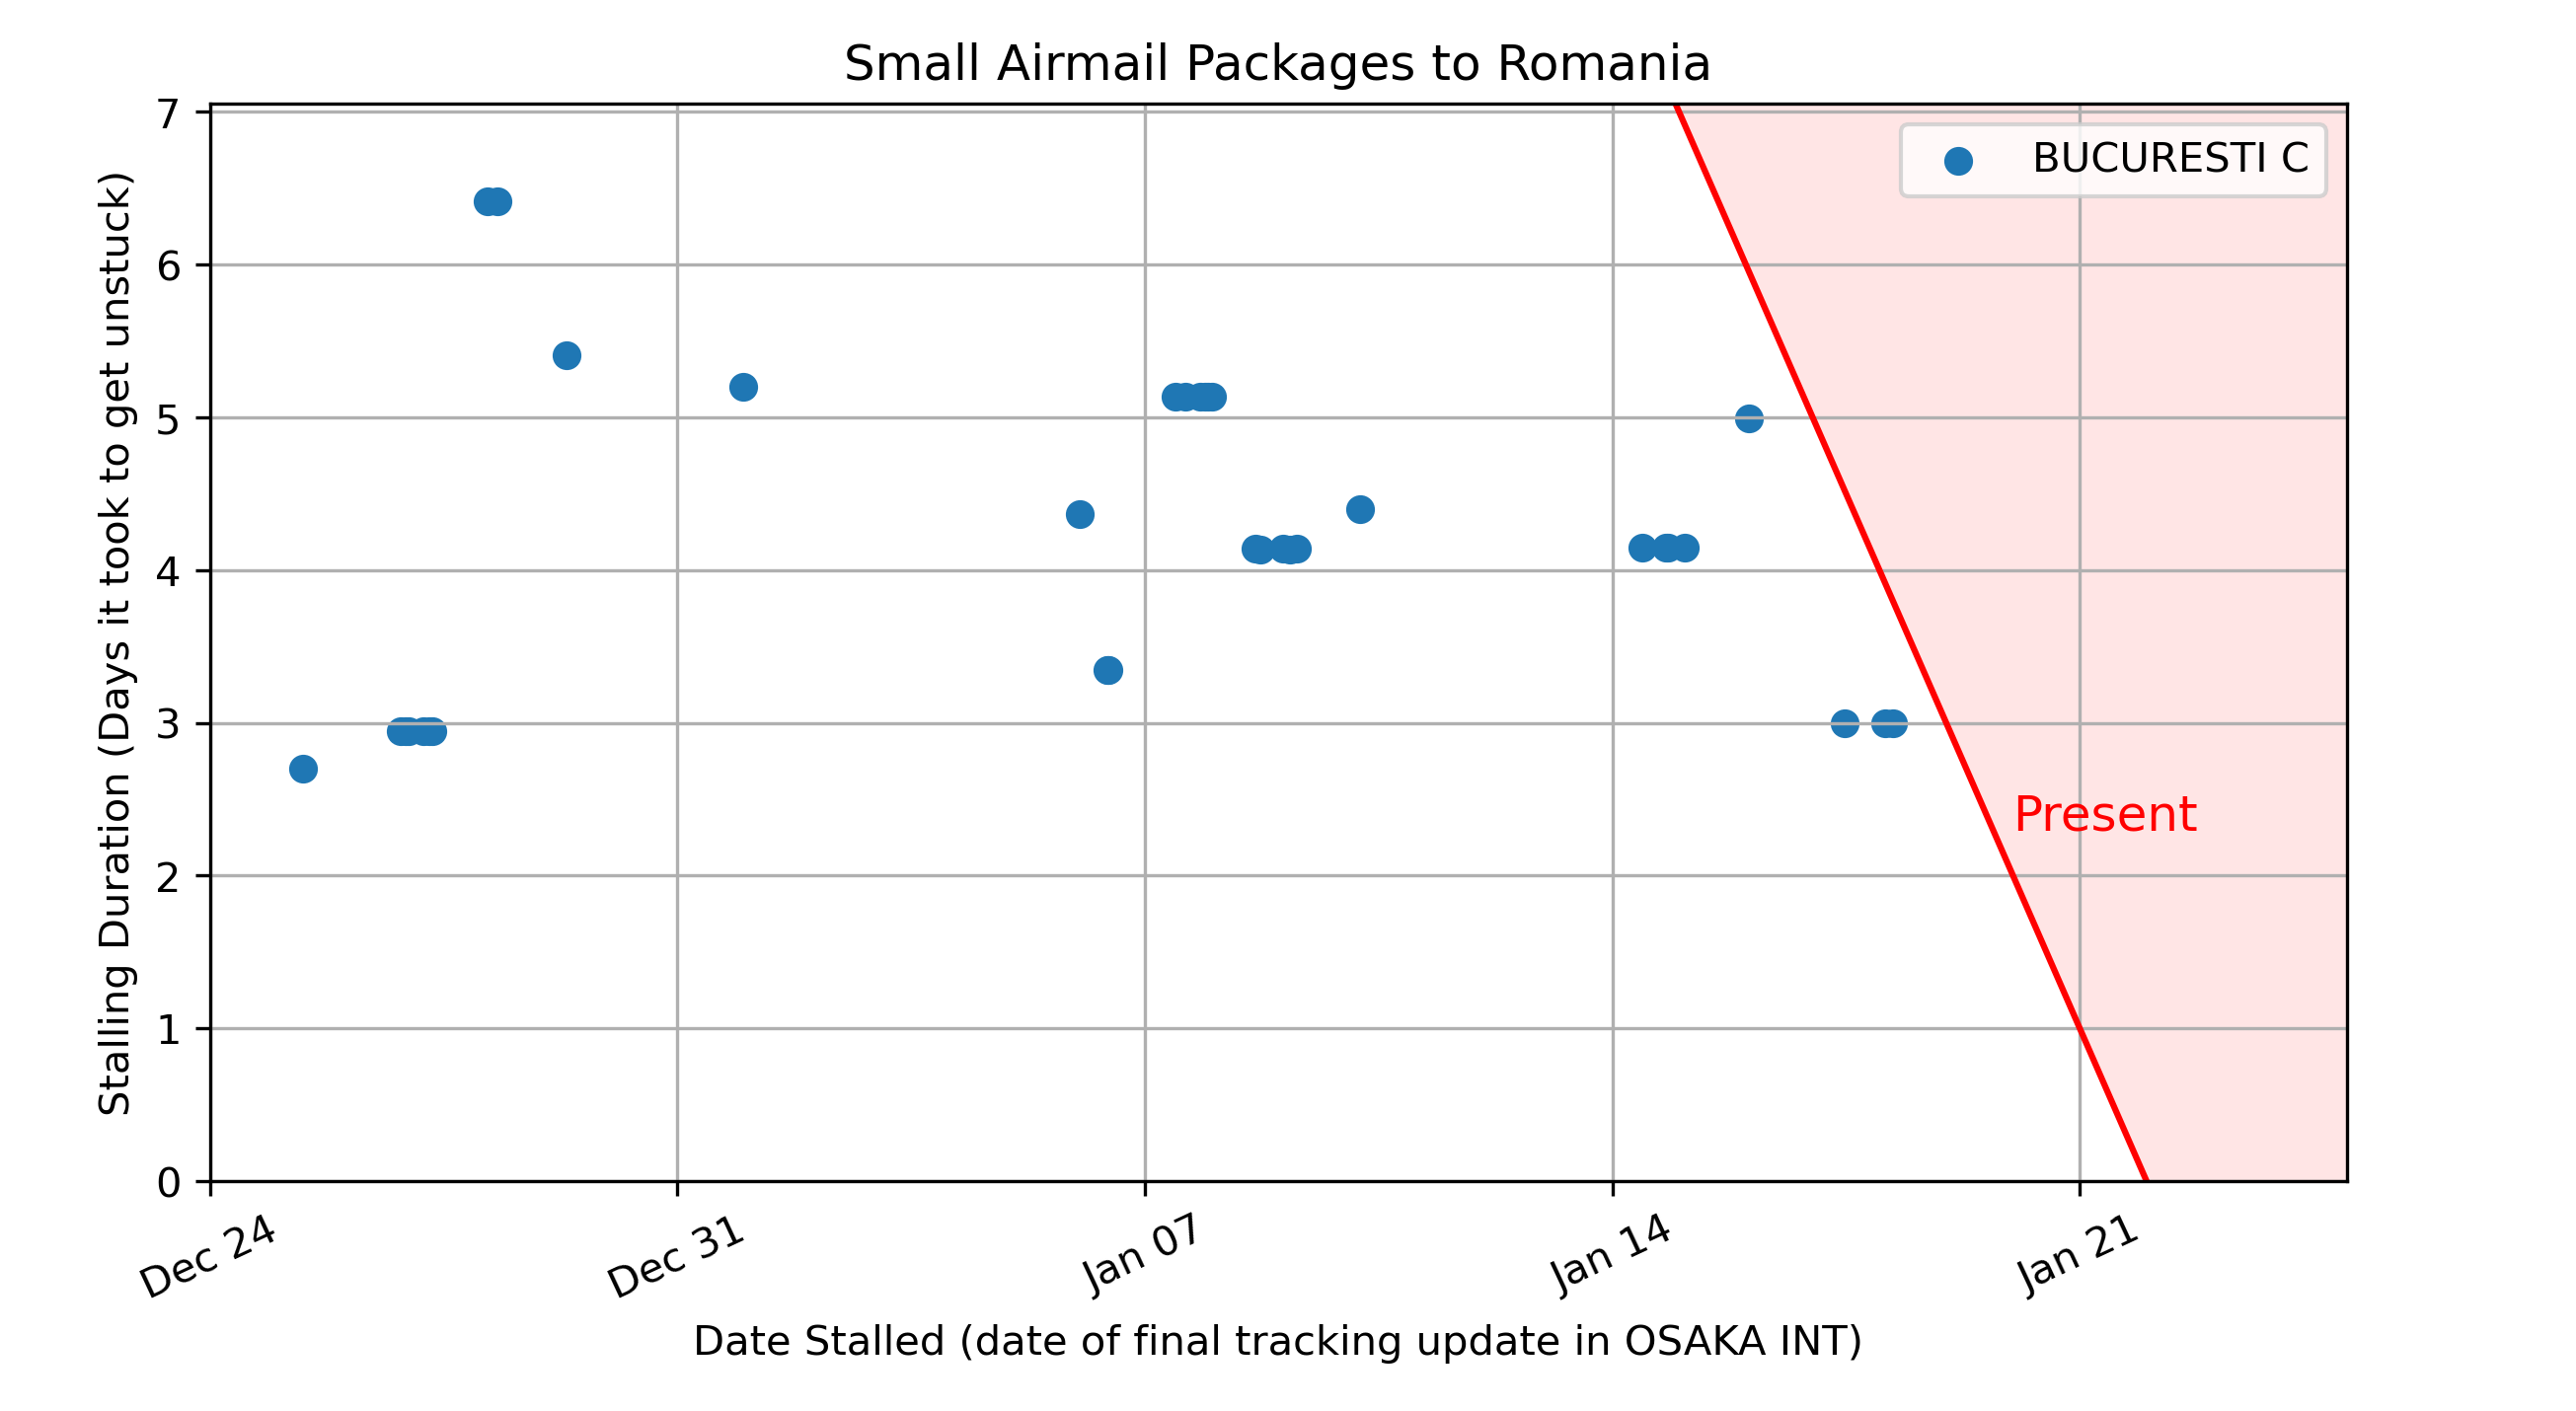 Small Airmail Packages to Romania
BUCURESTI C
Stalling Duration (Days it took to get unstuck)
7
6
5
4
3
2
1
0
Present
Dec 24
Dec 31
Jan 07
Jan 14
Jan 21
Date Stalled (date of final tracking update in OSAKA INT)